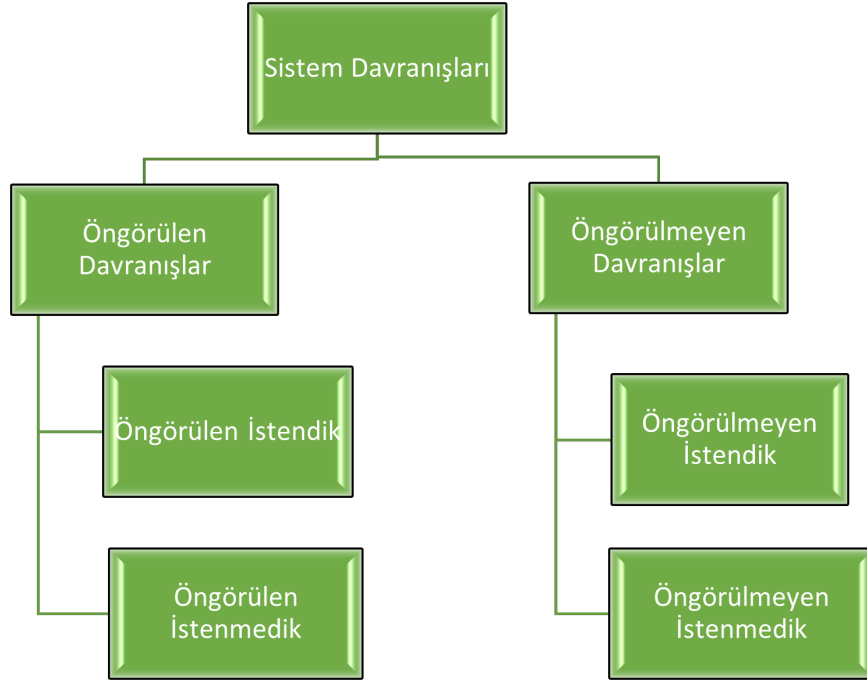 Sistem Davranışları
Öngörülen
Davranışlar
Öngörülmeyen
Davranışlar
Öngörülen İstendik
Öngörülmeyen
İstendik
Öngörülen
İstenmedik
Öngörülmeyen
İstenmedik